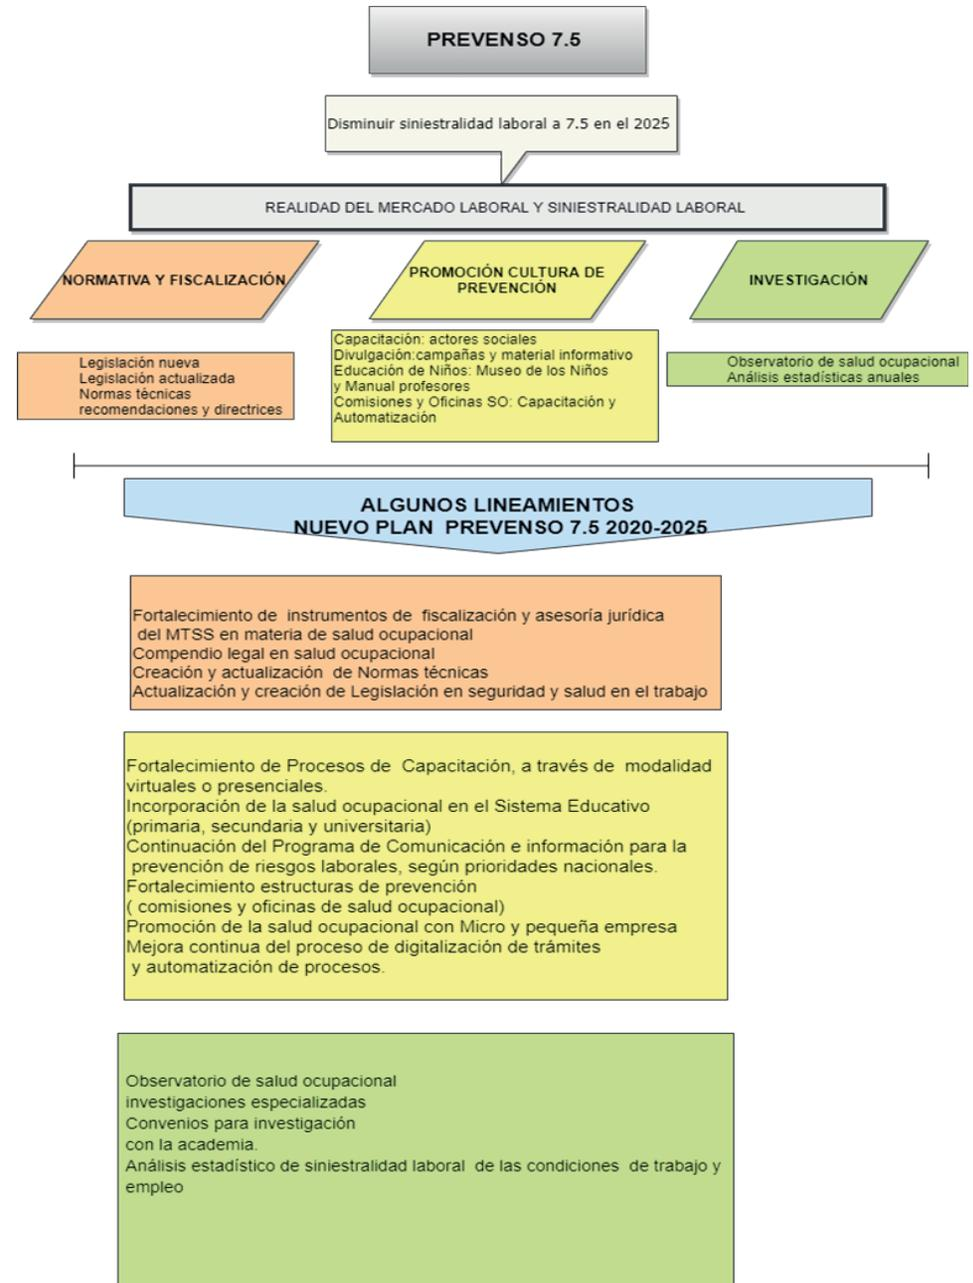 PREVENSO 7.5
Disminuir siniestralidad laboral a 7.5 en el 2025
REALIDAD DEL MERCADO LABORAL Y SINIESTRALIDAD LABORAL
NORMATIVA Y FISCALIZACIÓN
Legislación nueva
Legislación actualizada
Normas técnicas
recomendaciones y directrices
PROMOCIÓN CULTURA DE
PREVENCIÓN
Capacitación: actores sociales
Divulgación:campañas y material informativo
Educación de Niños: Museo de los Niños
y Manual profesores
Comisiones y Oficinas SO: Capacitación y
Automatización
INVESTIGACIÓN
Observatorio de salud ocupacional
Análisis estadísticas anuales
ALGUNOS LINEAMIENTOS
NUEVO PLAN PREVENSO 7.5 2020-2025
Fortalecimiento de instrumentos de fiscalización y asesoría jurídica
del MTSS en materia de salud ocupacional
Compendio legal en salud ocupacional
Creación y actualización de Normas técnicas
Actualización y creación de Legislación en seguridad y salud en el trabajo
Fortalecimiento de Procesos de Capacitación, a través de modalidad
virtuales o presenciales.
Incorporación de la salud ocupacional en el Sistema Educativo
(primaria, secundaria y universitaria)
Continuación del Programa de Comunicación e información para la
prevención de riesgos laborales, según prioridades nacionales.
Fortalecimiento estructuras de prevención
( comisiones y oficinas de salud ocupacional)
Promoción de la salud ocupacional con Micro y pequeña empresa
Mejora continua del proceso de digitalización de trámites
y automatización de procesos.
Observatorio de salud ocupacional
investigaciones especializadas
Convenios para investigación
con la academia.
Análisis estadístico de siniestralidad laboral de las condiciones de trabajo y
empleo